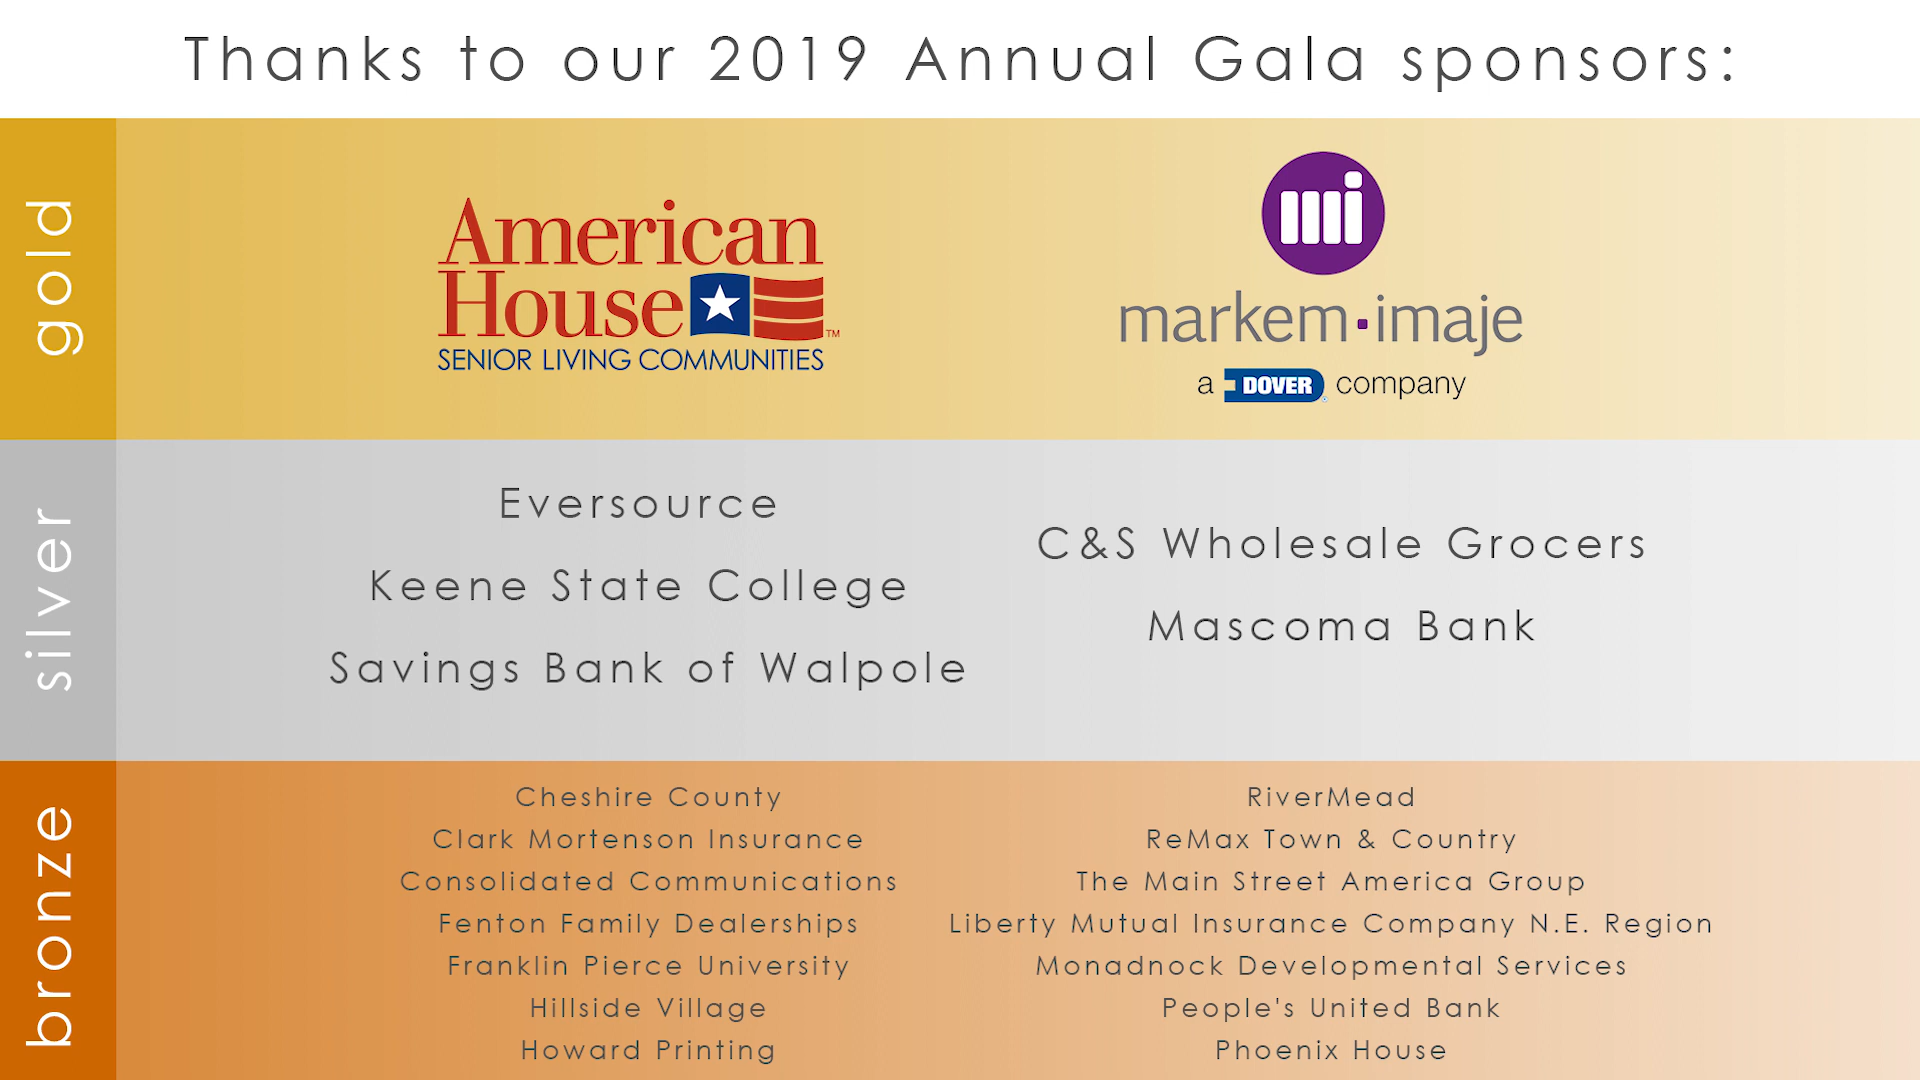 Thanks to our 2019 Annual Gala sponsors:
gold
American
House™
SENIOR LIVING COMMUNITIES
mi
markem·imaje
a DOVER company
silver
Eversource
Keene State College
Savings Bank of Walpole
C&S Wholesale Grocers
Mascoma Bank
bronze
Cheshire County
Clark Mortenson Insurance
Consolidated Communications
Fenton Family Dealerships
Franklin Pierce University
Hillside Village
Howard Printing
RiverMead
ReMax Town & Country
The Main Street America Group
Liberty Mutual Insurance Company N.E. Region
Monadnock Developmental Services
People's United Bank
Phoenix House